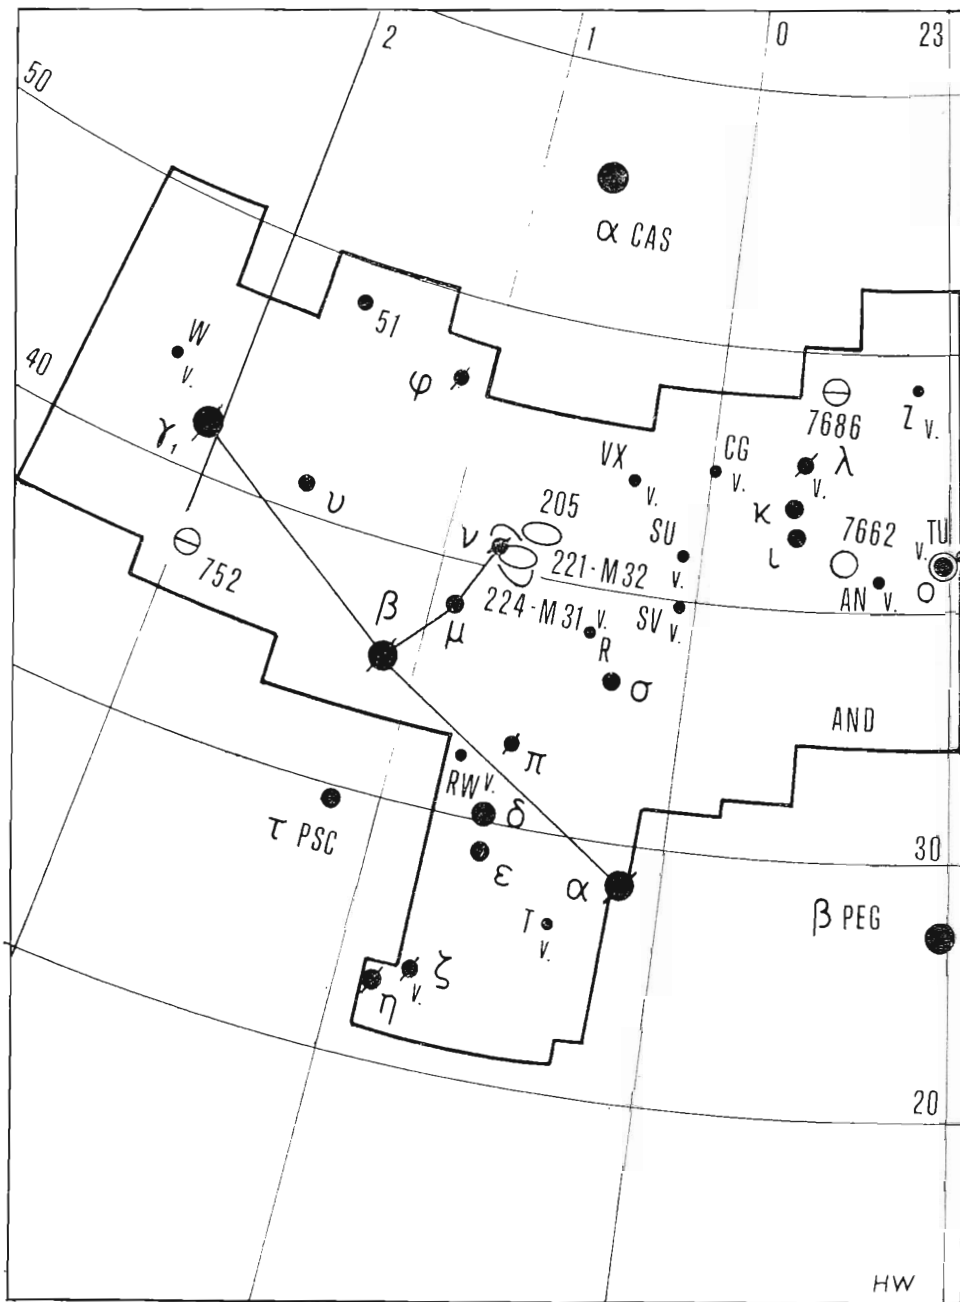 2 1 0 23
50
α CAS
51
W
V.
40
φ
γ₁
7686
Z V.
VX
V.
CG
V.
λ
V.
υ
κ
205
ν
SU
V.
ι
7662
TU
V.
221-M32
AN V.
O
752
224-M31
V.
SV V.
β
μ
R
σ
AND
π
RW V.
δ
τ PSC
30
ε
α
β PEG
T
V.
ζ
V.
η
20
HW